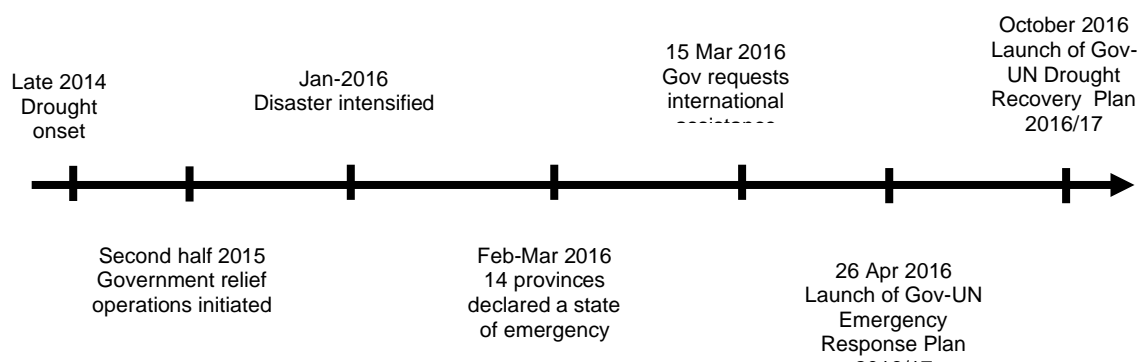 Late 2014
Drought
onset
Second half 2015
Government relief
operations initiated
Jan-2016
Disaster intensified
Feb-Mar 2016
14 provinces
declared a state
of emergency
15 Mar 2016
Gov requests
international
26 Apr 2016
Launch of Gov-UN
Emergency
Response Plan
October 2016
Launch of Gov-
UN Drought
Recovery Plan
2016/17